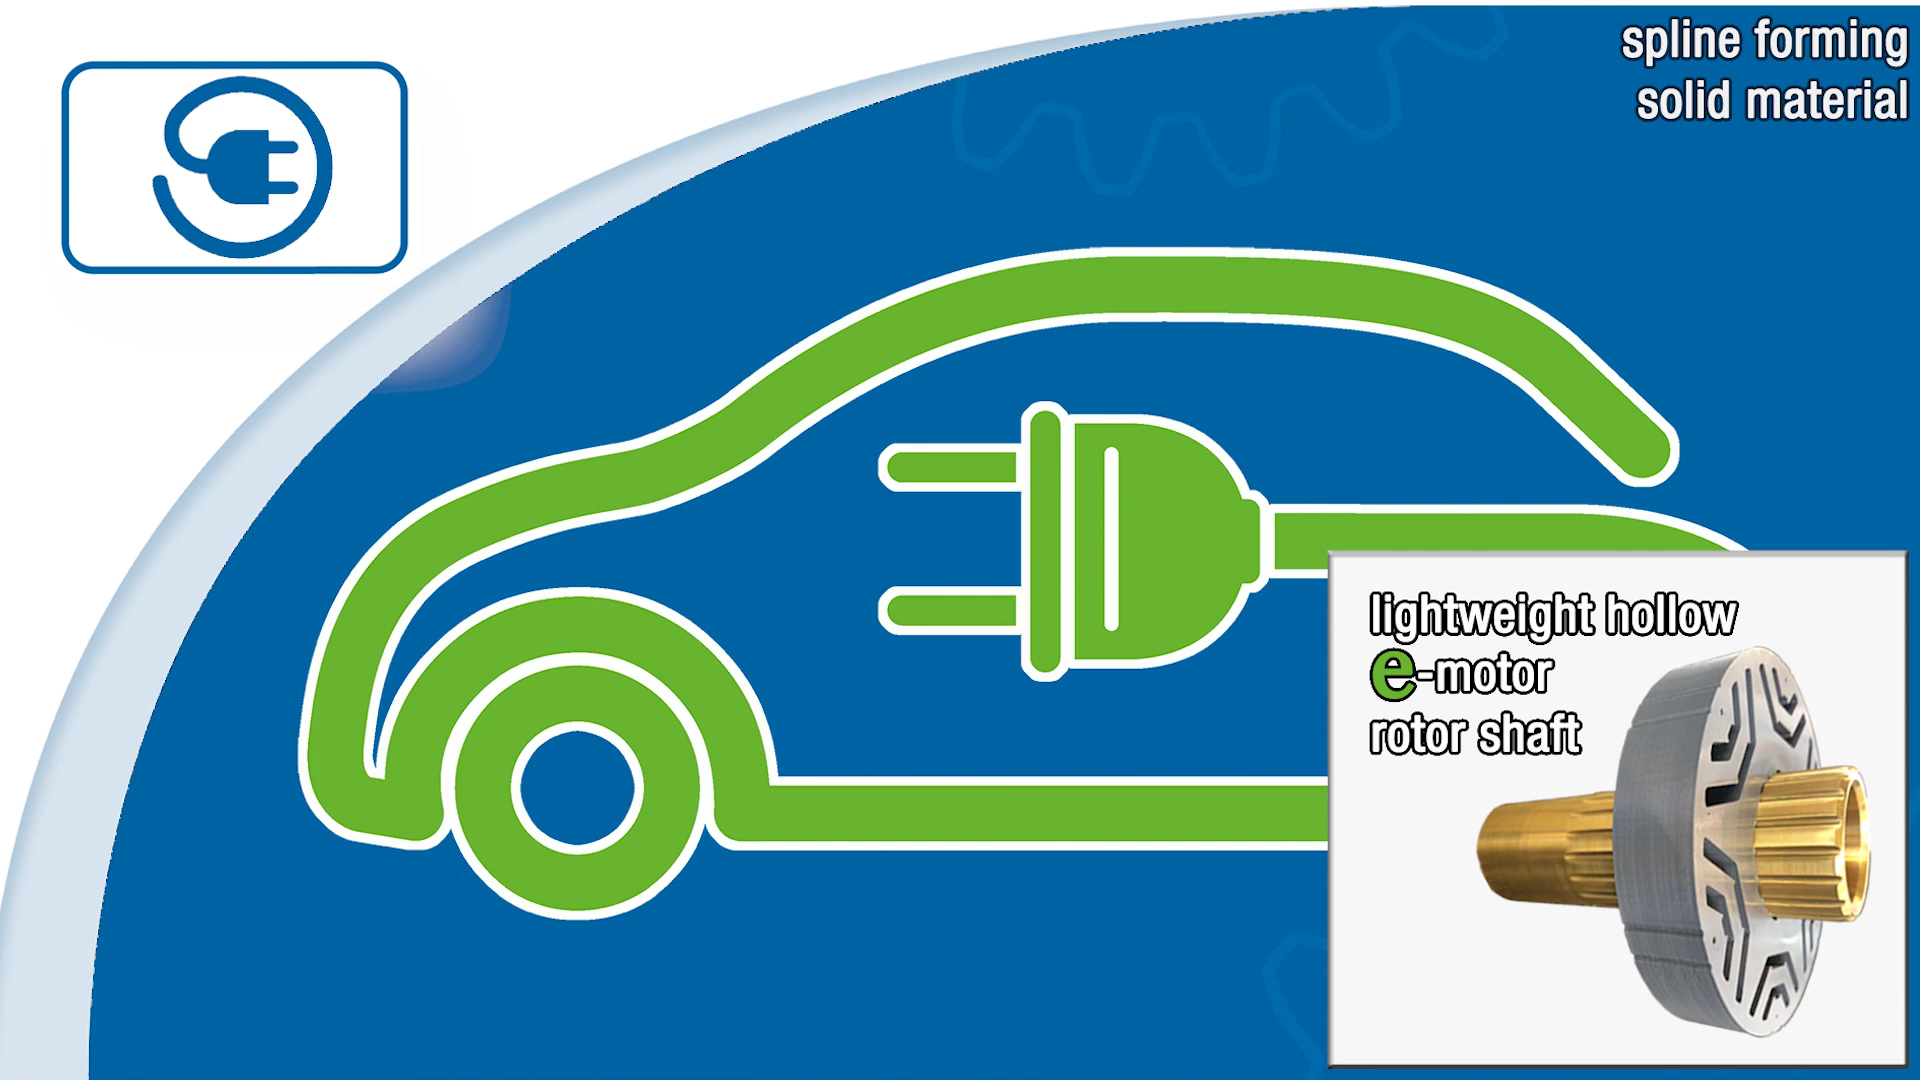 spline forming
solid material
lightweight hollow
e-motor
rotor shaft